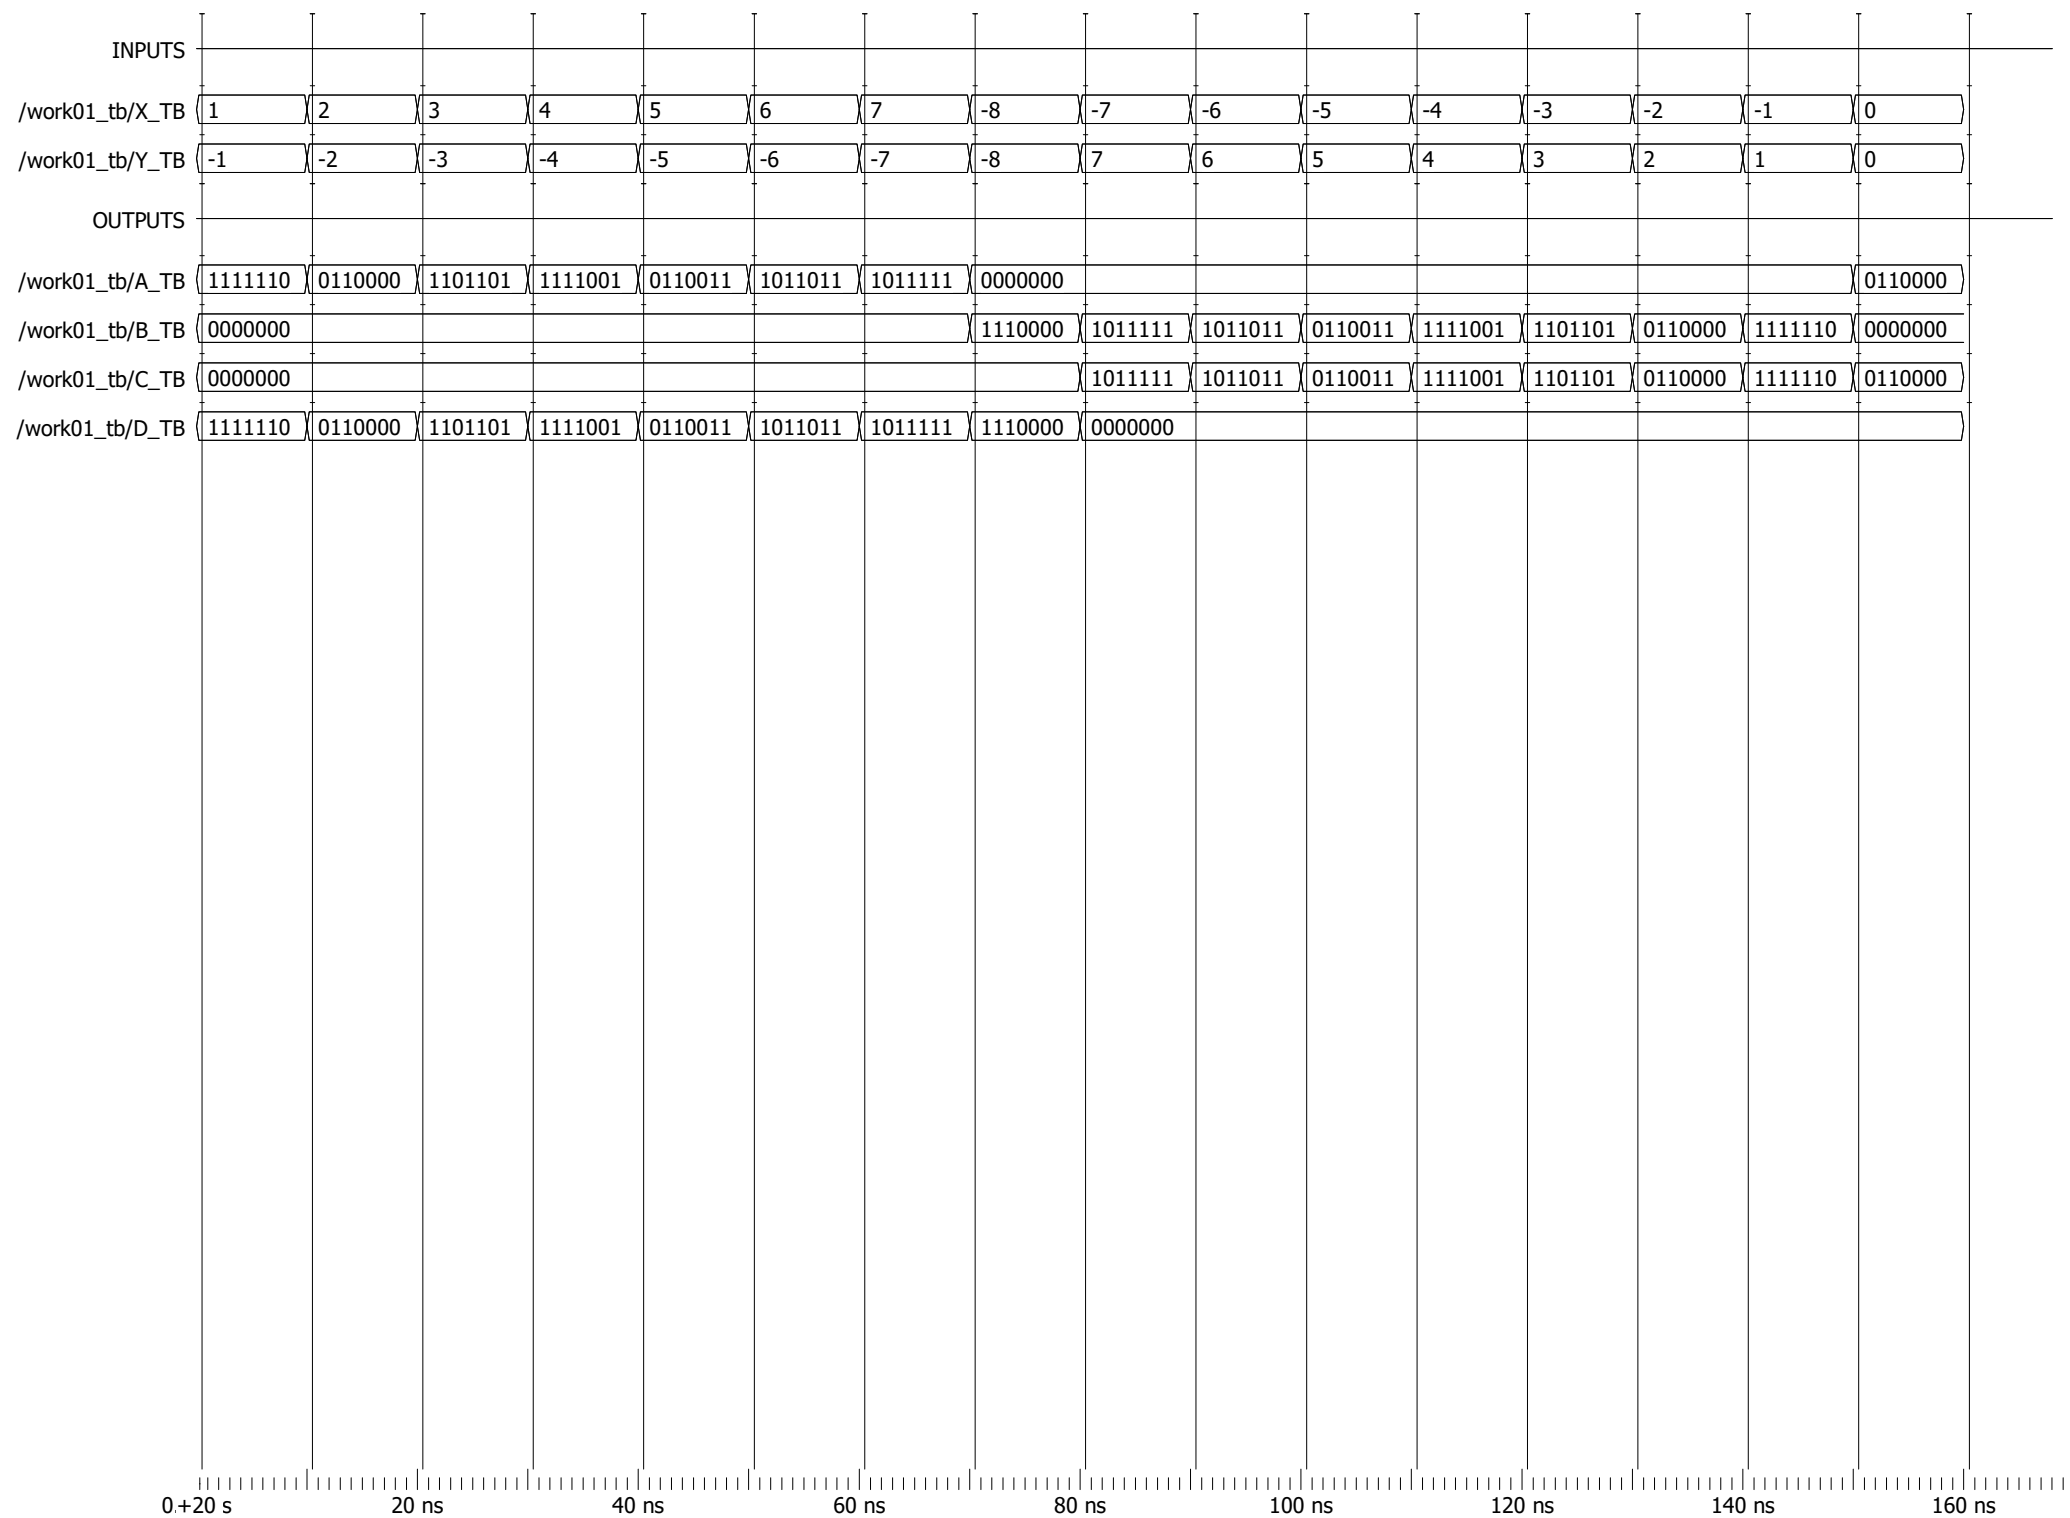 INPUTS
/work01_tb/X_TB 1 2 3 4 5 6 7 -8 -7 -6 -5 -4 -3 -2 -1 0
/work01_tb/Y_TB -1 -2 -3 -4 -5 -6 -7 -8 7 6 5 4 3 2 1 0
OUTPUTS
/work01_tb/A_TB 1111110 0110000 1101101 1111001 0110011 1011011 1011111 0000000 0110000
/work01_tb/B_TB 0000000 1110000 1011111 1011011 0110011 1111001 1101101 0110000 1111110 0000000
/work01_tb/C_TB 0000000 1011111 1011011 0110011 1111001 1101101 0110000 1111110 0110000
/work01_tb/D_TB 1111110 0110000 1101101 1111001 0110011 1011011 1011111 1110000 0000000
0.+20 s 20 ns 40 ns 60 ns 80 ns 100 ns 120 ns 140 ns 160 ns